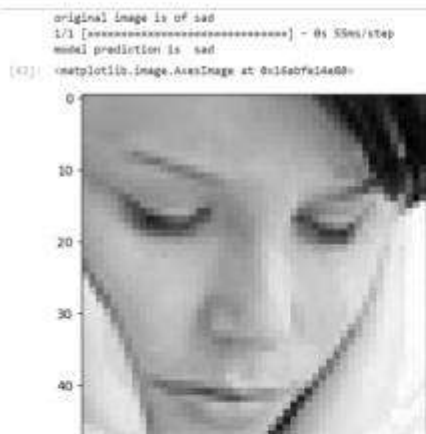 original image is of sad
1/1 [==============================] - 0s 55ms/step
model prediction is sad
<matplotlib.image.AxesImage at
0
10
20
30
40